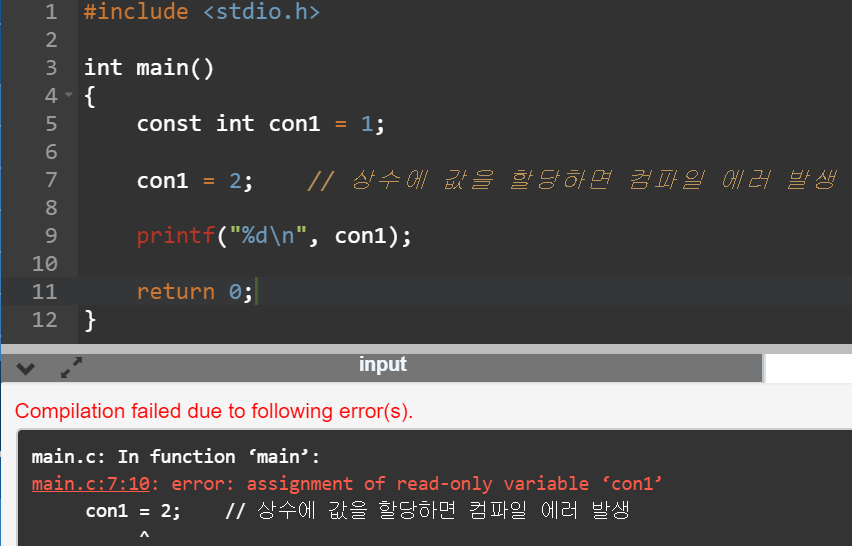 1 #include <stdio.h>
2
3 int main()
4 {
5     const int con1 = 1;
6
7     con1 = 2;    // 상수에 값을 할당하면 컴파일 에러 발생
8
9     printf("%d\n", con1);
10
11     return 0;
12 }
input
Compilation failed due to following error(s).
main.c: In function ‘main’:
main.c:7:10: error: assignment of read-only variable ‘con1’
     con1 = 2;    // 상수에 값을 할당하면 컴파일 에러 발생
          ^